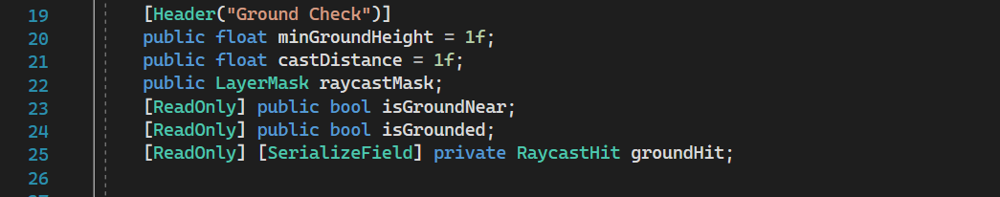 19 [Header("Ground Check")]
20 public float minGroundHeight = 1f;
21 public float castDistance = 1f;
22 public LayerMask raycastMask;
23 [ReadOnly] public bool isGroundNear;
24 [ReadOnly] public bool isGrounded;
25 [ReadOnly] [SerializeField] private RaycastHit groundHit;
26